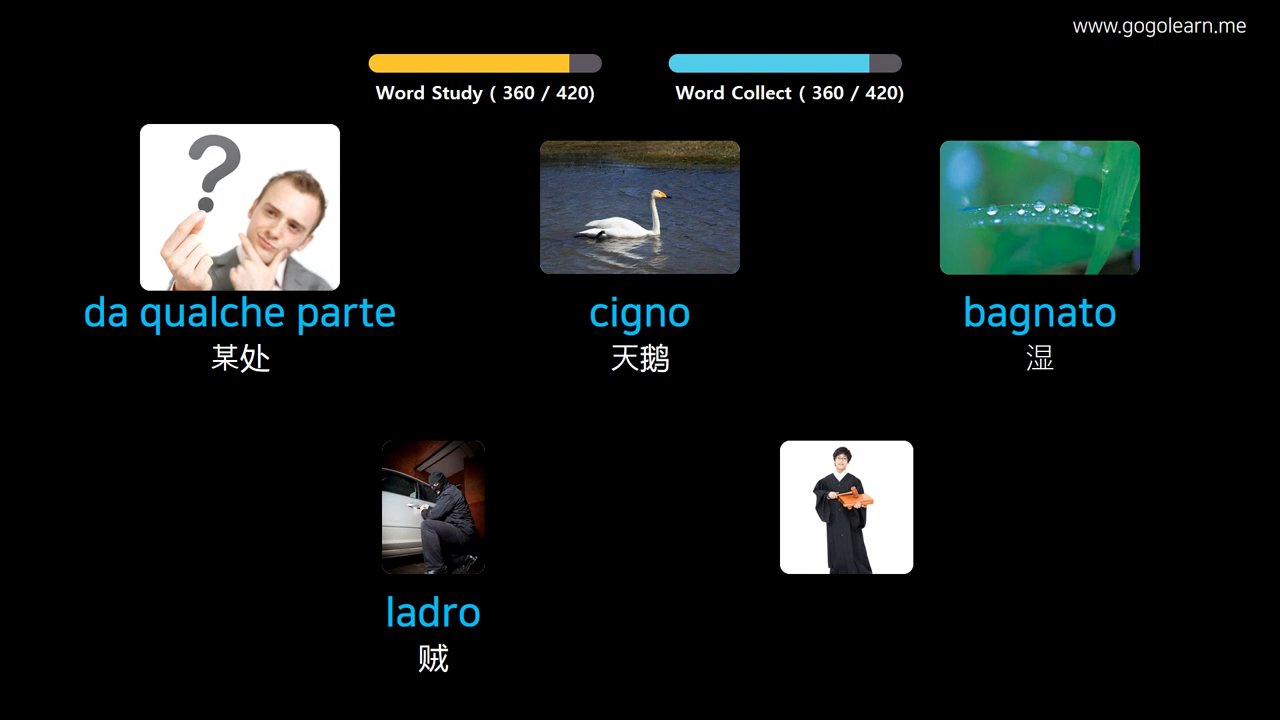 www.gogolearn.me
Word Study ( 360 / 420)
Word Collect ( 360 / 420)
da qualche parte
某处
cigno
天鹅
bagnato
湿
ladro
贼